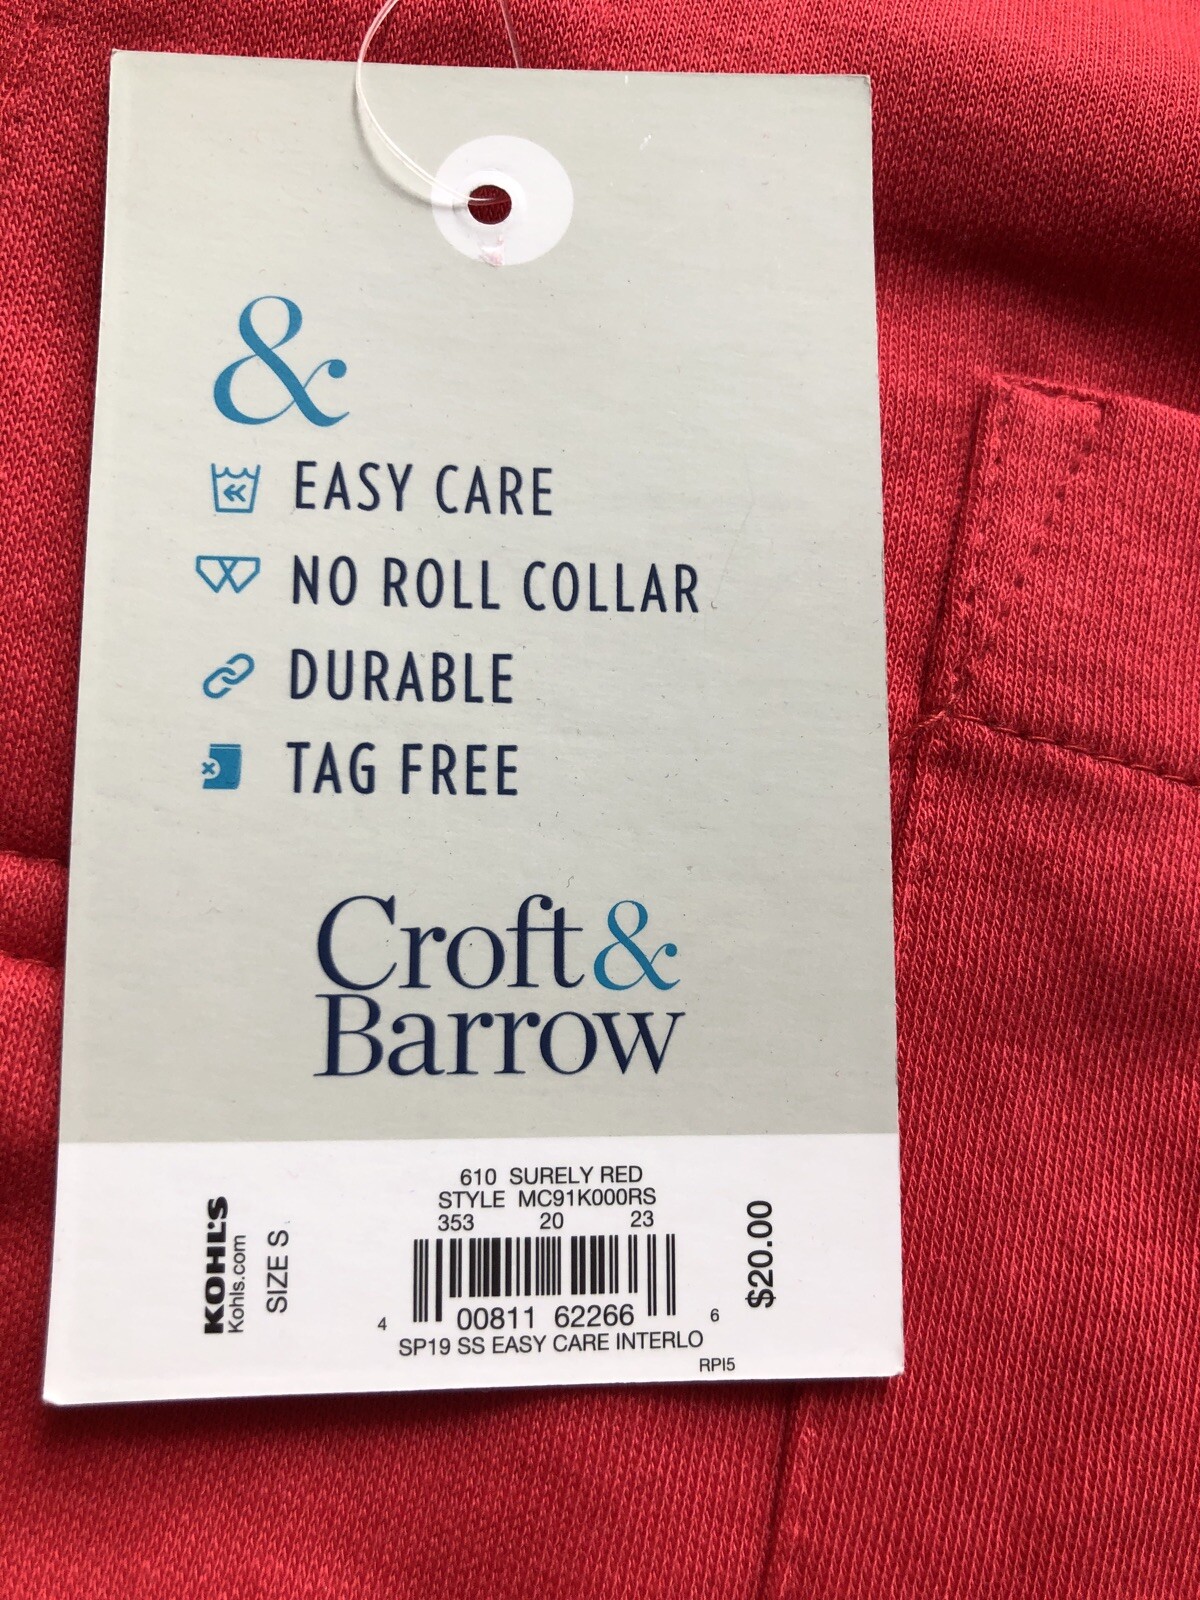 &
EASY CARE
NO ROLL COLLAR
DURABLE
TAG FREE
Croft &
Barrow
KOHL'S
Kohls.com
SIZE S
610 SURELY RED
STYLE MC91K000RS
353 20 23
4 00811 62266 6
SP19 SS EASY CARE INTERLO
RPI5
$20.00